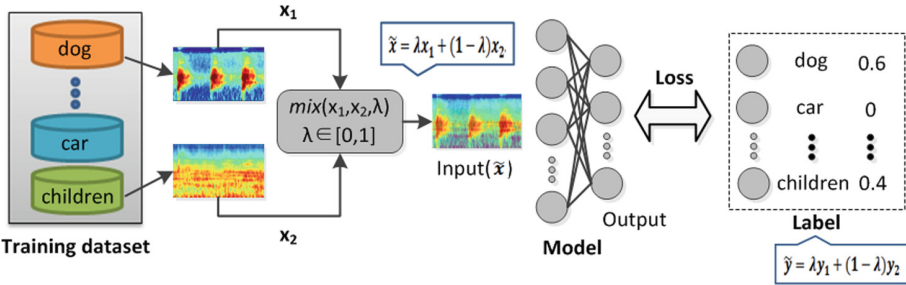 dog
car
children
Training dataset
x₁
x₂
mix(x₁,x₂,λ)
λ∈[0,1]
x̃ = λx₁+(1−λ)x₂.
Input(x̃)
Model
Output
Loss
dog 0.6
car 0
children 0.4
Label
ỹ = λy₁+(1−λ)y₂